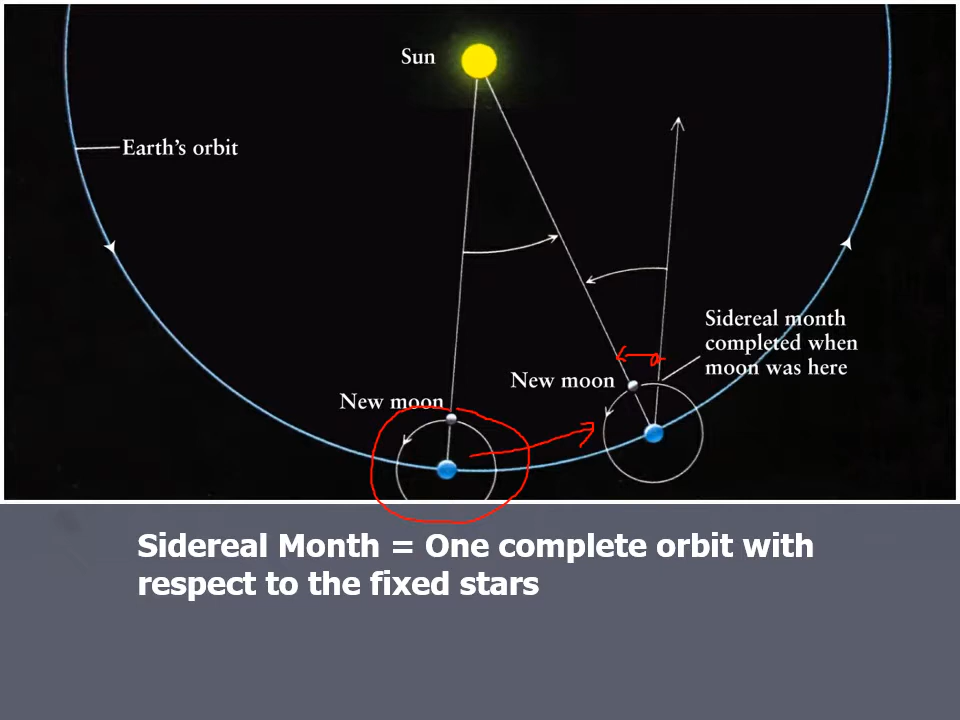 Sun
Earth's orbit
Sidereal month
completed when
moon was here
New moon
New moon
Sidereal Month = One complete orbit with
respect to the fixed stars